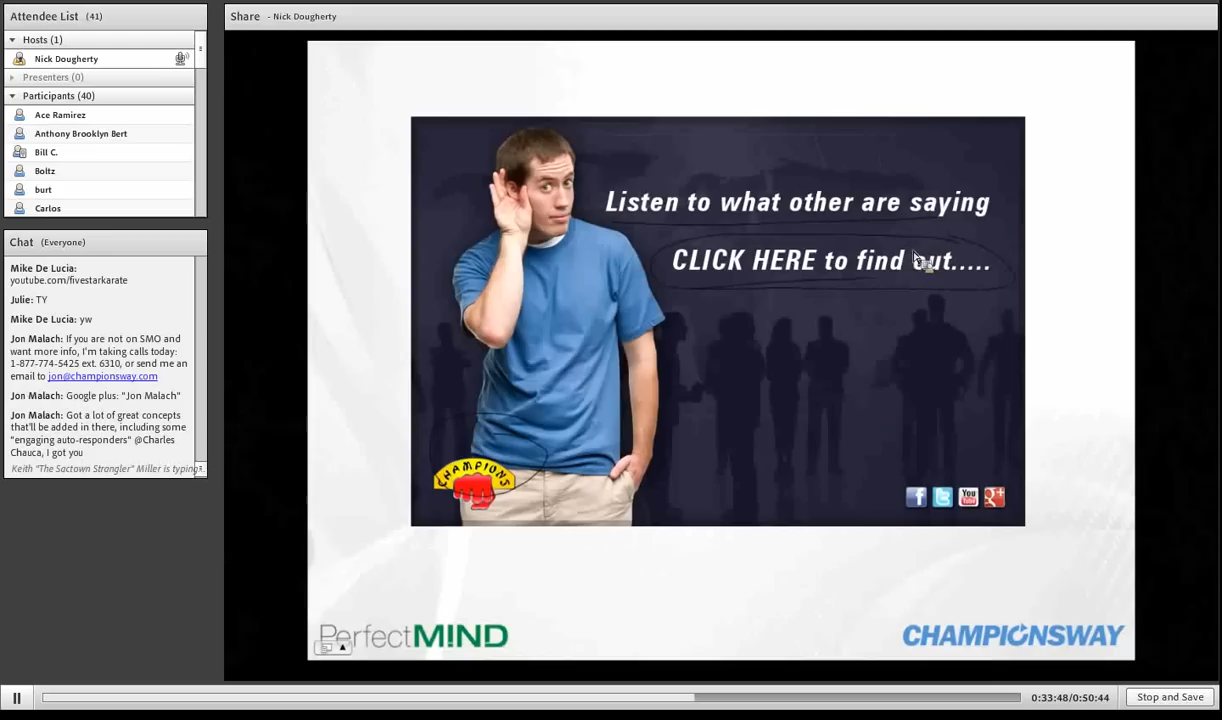 Attendee List (41)
Hosts (1)
Nick Dougherty
Presenters (0)
Participants (40)
Ace Ramirez
Anthony Brooklyn Bert
Bill C.
Boltz
burt
Carlos
Chat (Everyone)
Mike De Lucia:
youtube.com/fivestarkarate
Julie: TY
Mike De Lucia: yw
Jon Malach: If you are not on SMO and
want more info, I'm taking calls today:
1-877-774-5425 ext. 6310, or send me an
email to jon@championsway.com
Jon Malach: Google plus: "Jon Malach"
Jon Malach: Got a lot of great concepts
that'll be added in there, including some
"engaging auto-responders" @Charles
Chauca, I got you
Keith "The Sactown Strangler" Miller is typing
Share - Nick Dougherty
Listen to what other are saying
CLICK HERE to find out.....
CHAMPIONS
f t You Tube g+
PerfectMIND
CHAMPIONSWAY
0:33:48/0:50:44
Stop and Save